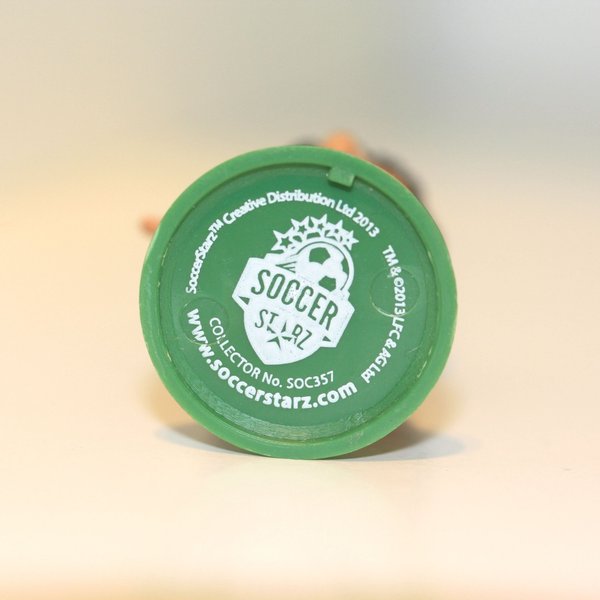 SoccerStarz™ Creative Distribution Ltd 2013
TM & ©2013 LFC & AG Ltd
SOCCER
STARZ
COLLECTOR No. SOC357
www.soccerstarz.com